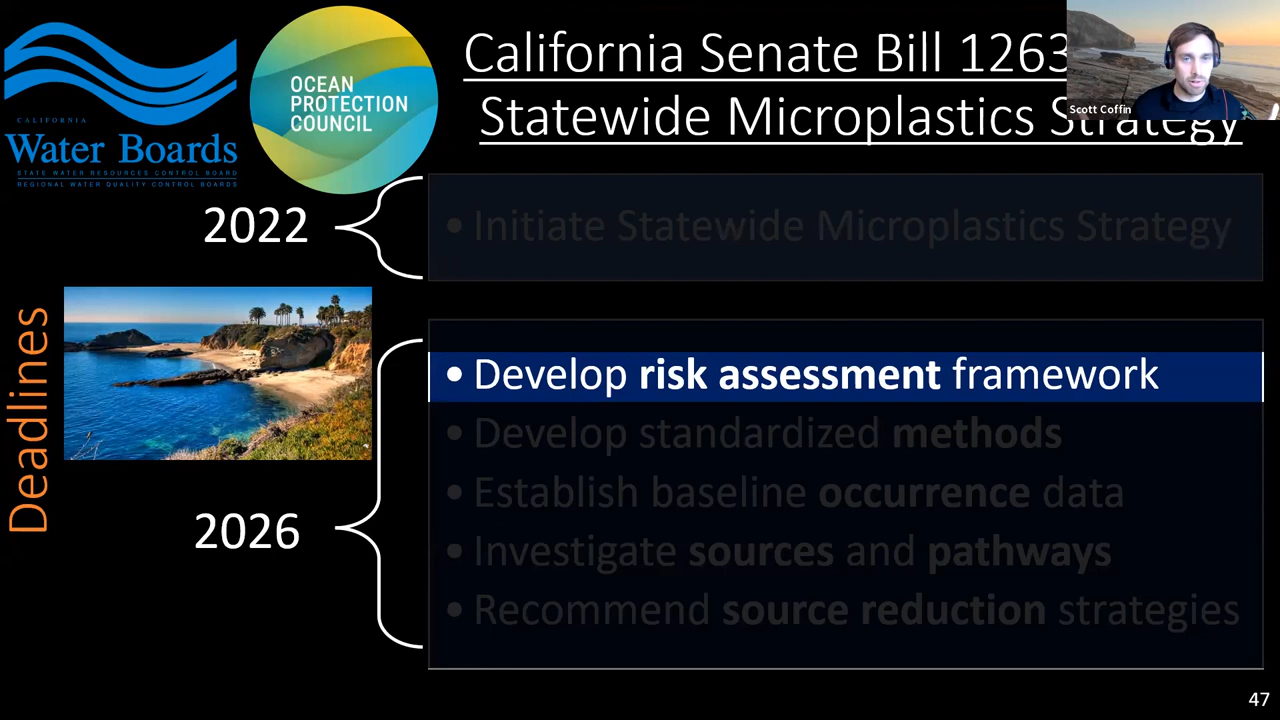 CALIFORNIA
Water Boards
STATE WATER RESOURCES CONTROL BOARD
REGIONAL WATER QUALITY CONTROL BOARDS
OCEAN
PROTECTION
COUNCIL
California Senate Bill 1263
Statewide Microplastics Strategy
Scott Coffin
2022
• Initiate Statewide Microplastics Strategy
Deadlines
2026
• Develop risk assessment framework
• Develop standardized methods
• Establish baseline occurrence data
• Investigate sources and pathways
• Recommend source reduction strategies
47